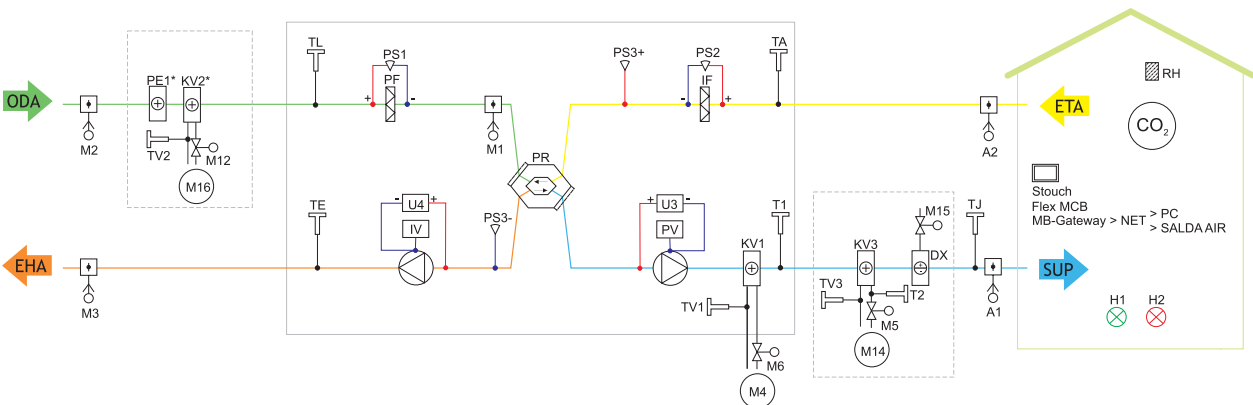 TL
PS1
PS3+
PS2
TA
PE1*
KV2*
PF
IF
RH
+
-
-
+
ODA
ETA
CO2
M2
TV2
M12
M1
A2
M16
PR
Stouch
Flex MCB
MB-Gateway > NET > PC
> SALDA AIR
TE
-
U4
+
PS3-
+
U3
-
T1
M15
TJ
IV
PV
KV1
KV3
DX
EHA
SUP
M3
TV1
TV3
T2
A1
H1
H2
M5
M6
M14
M4